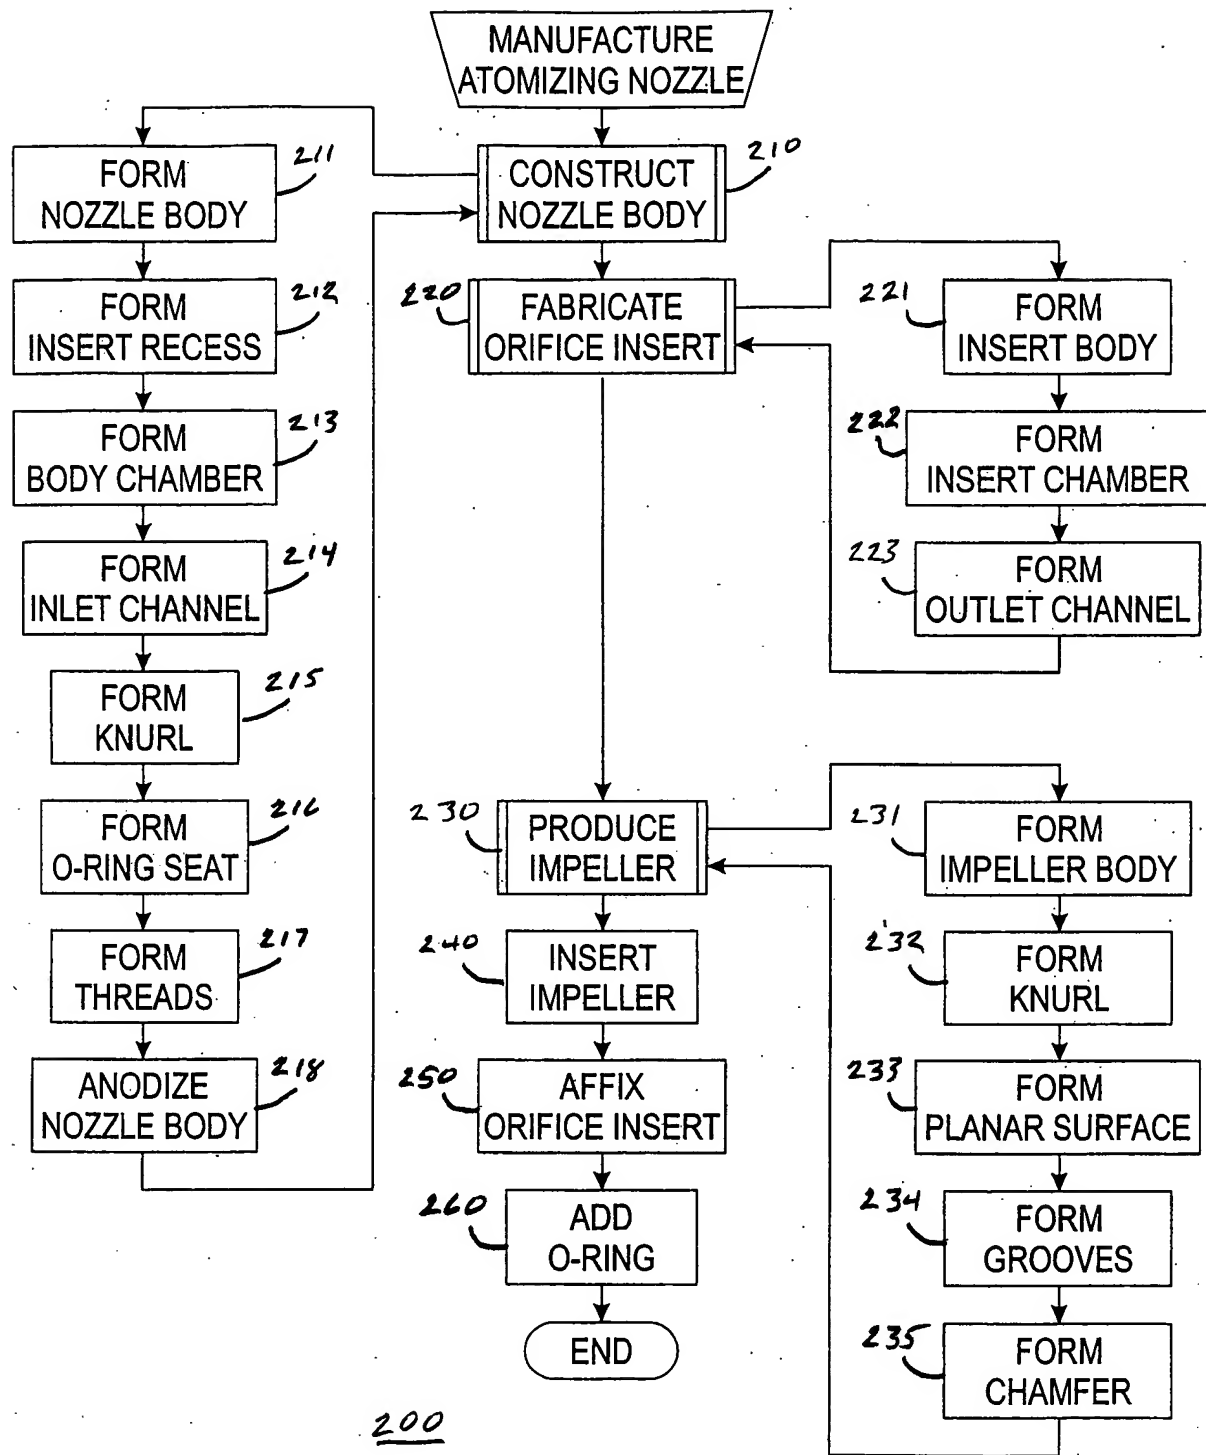 MANUFACTURE
ATOMIZING NOZZLE
210
CONSTRUCT
NOZZLE BODY
211
FORM
NOZZLE BODY
212
FORM
INSERT RECESS
213
FORM
BODY CHAMBER
214
FORM
INLET CHANNEL
215
FORM
KNURL
216
FORM
O-RING SEAT
217
FORM
THREADS
218
ANODIZE
NOZZLE BODY
220
FABRICATE
ORIFICE INSERT
221
FORM
INSERT BODY
222
FORM
INSERT CHAMBER
223
FORM
OUTLET CHANNEL
230
PRODUCE
IMPELLER
231
FORM
IMPELLER BODY
232
FORM
KNURL
233
FORM
PLANAR SURFACE
234
FORM
GROOVES
235
FORM
CHAMFER
240
INSERT
IMPELLER
250
AFFIX
ORIFICE INSERT
260
ADD
O-RING
END
200